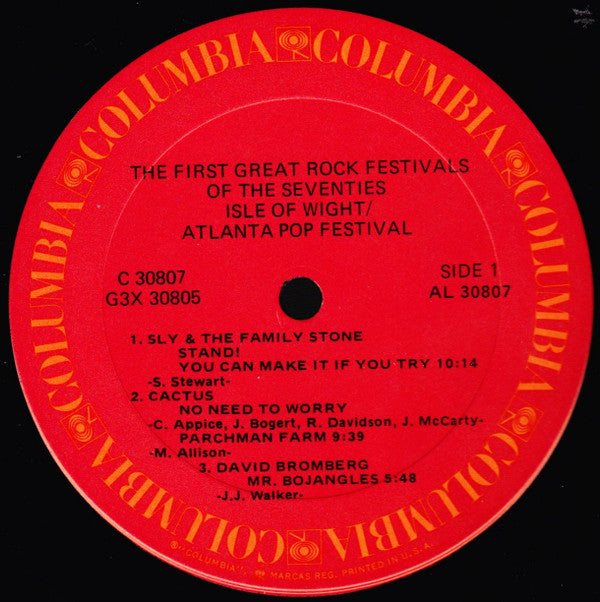 COLUMBIA COLUMBIA COLUMBIA COLUMBIA COLUMBIA COLUMBIA
THE FIRST GREAT ROCK FESTIVALS
OF THE SEVENTIES
ISLE OF WIGHT/
ATLANTA POP FESTIVAL
C 30807
G3X 30805
SIDE 1
AL 30807
1. SLY & THE FAMILY STONE
STAND!
YOU CAN MAKE IT IF YOU TRY 10:14
-S. Stewart-
2. CACTUS
NO NEED TO WORRY
-C. Appice, J. Bogert, R. Davidson, J. McCarty-
PARCHMAN FARM 9:39
-M. Allison-
3. DAVID BROMBERG
MR. BOJANGLES 5:48
-J.J. Walker-
® "COLUMBIA", MARCAS REG. PRINTED IN U.S.A.